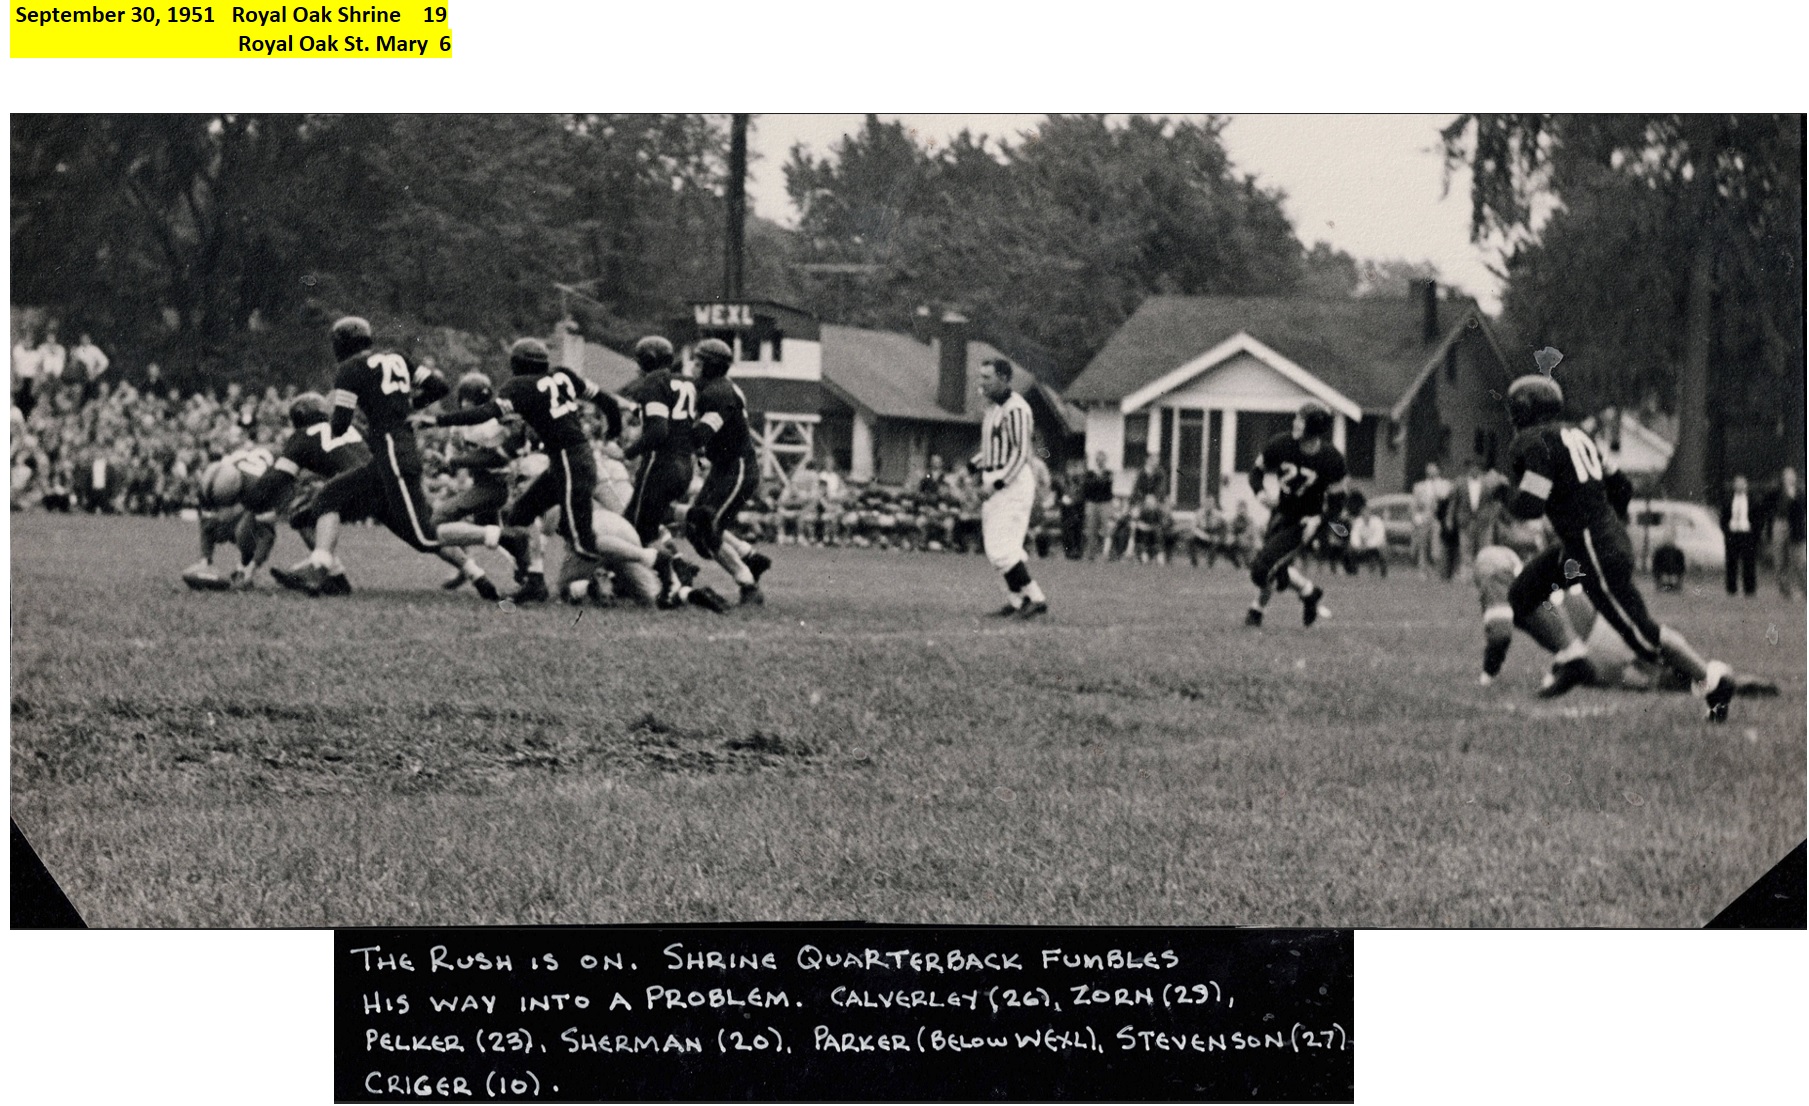 September 30, 1951 Royal Oak Shrine 19
Royal Oak St. Mary 6
WEXL
29
23
20
27
10
THE RUSH IS ON. SHRINE QUARTERBACK FUMBLES
HIS WAY INTO A PROBLEM. CALVERLEY (26), ZORN (29),
PELKER (23), SHERMAN (20), PARKER (BELOW WEXL), STEVENSON (27)
CRIGER (10).